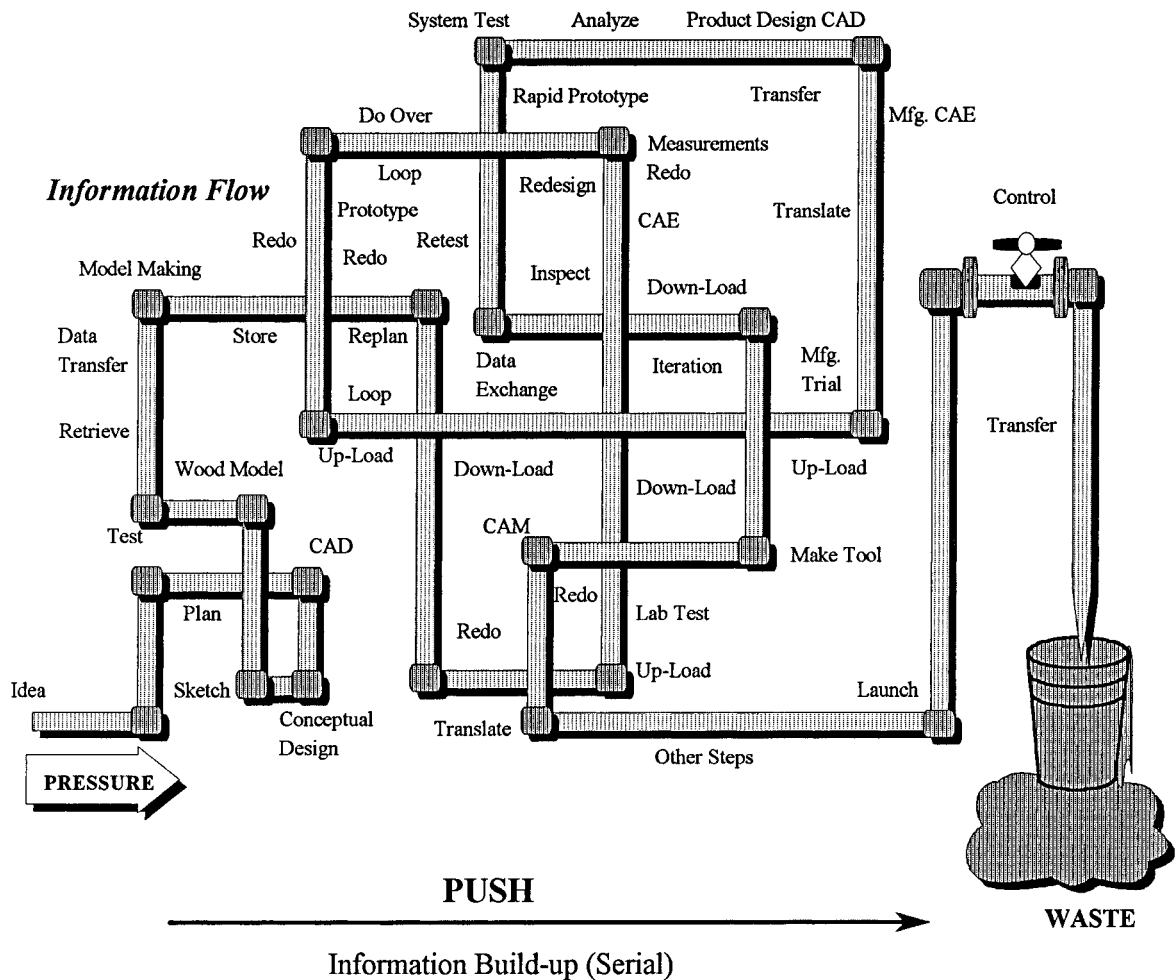 System Test
Analyze
Product Design CAD
Rapid Prototype
Transfer
Do Over
Mfg. CAE
Measurements
Redo
Loop
Redesign
Information Flow
Prototype
Translate
Control
CAE
Redo
Retest
Redo
Model Making
Inspect
Down-Load
Data
Transfer
Store
Replan
Data
Exchange
Iteration
Mfg.
Trial
Loop
Retrieve
Transfer
Up-Load
Wood Model
Down-Load
Down-Load
Up-Load
Test
CAD
CAM
Make Tool
Plan
Redo
Lab Test
Redo
Up-Load
Idea
Sketch
Launch
Conceptual
Design
Translate
Other Steps
PRESSURE
PUSH
WASTE
Information Build-up (Serial)